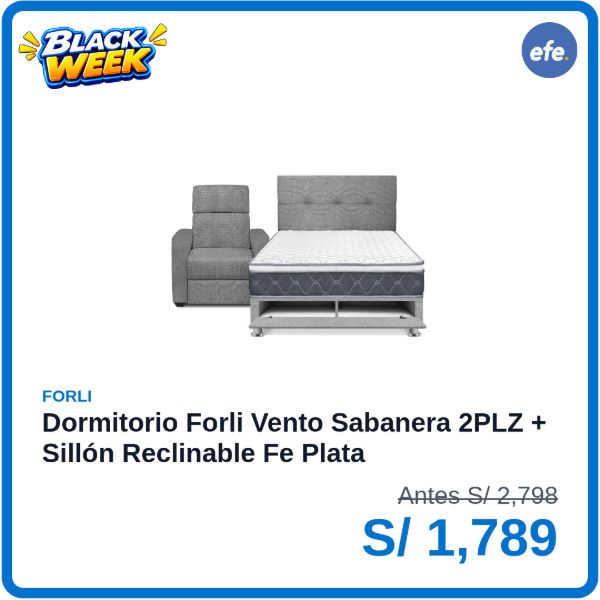 BLACK
WEEK
efe.
FORLI
Dormitorio Forli Vento Sabanera 2PLZ +
Sillón Reclinable Fe Plata
Antes S/ 2,798
S/ 1,789